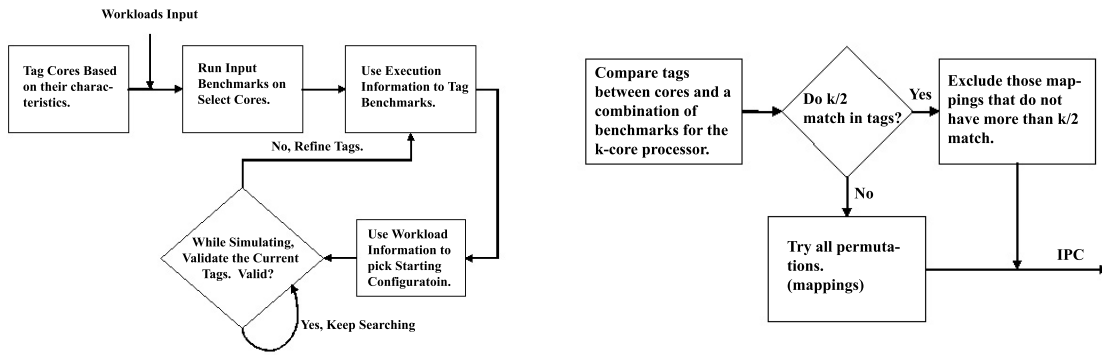 Workloads Input
Tag Cores Based
on their charac-
teristics.
Run Input
Benchmarks on
Select Cores.
Use Execution
Information to Tag
Benchmarks.
No, Refine Tags.
While Simulating,
Validate the Current
Tags. Valid?
Use Workload
Information to
pick Starting
Configuratoin.
Yes, Keep Searching
Compare tags
between cores and a
combination of
benchmarks for the
k-core processor.
Do k/2
match in tags?
Yes
Exclude those map-
pings that do not
have more than k/2
match.
No
Try all permuta-
tions.
(mappings)
IPC